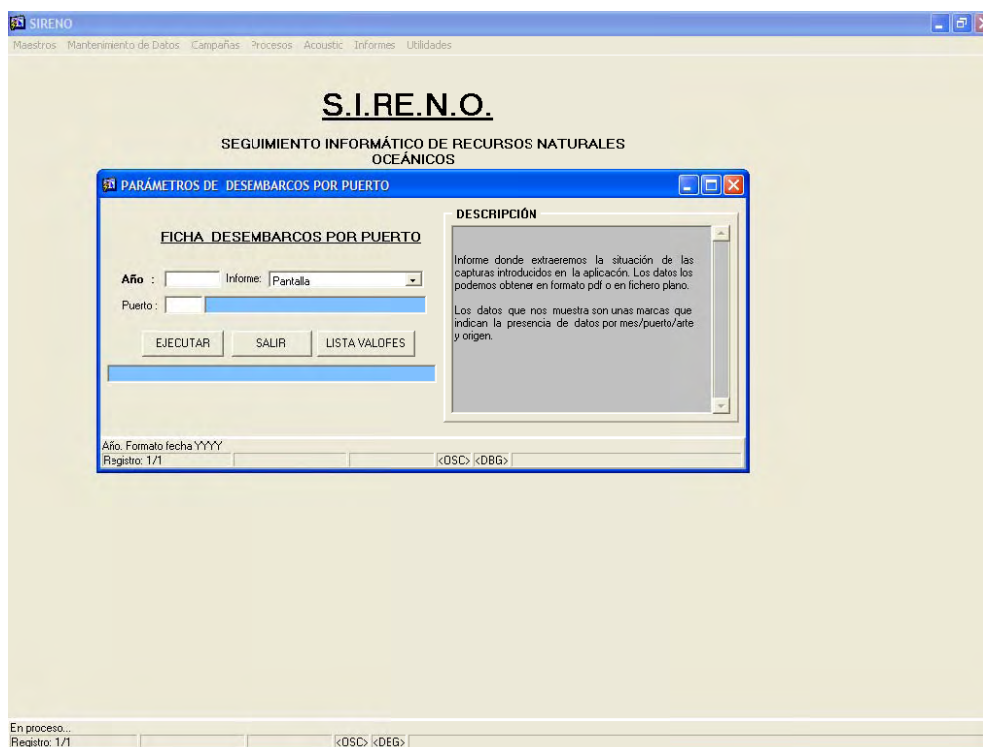 SIRENO
Maestros Mantenimiento de Datos Campañas Procesos Acoustic Informes Utilidades
S.I.RE.N.O.
SEGUIMIENTO INFORMÁTICO DE RECURSOS NATURALES
OCEÁNICOS
PARÁMETROS DE DESEMBARCOS POR PUERTO
FICHA DESEMBARCOS POR PUERTO
Año :
Informe: Pantalla
Puerto :
EJECUTAR SALIR LISTA VALOFES
DESCRIPCIÓN
Informe donde extraeremos la situación de las
capturas introducidos en la aplicacón. Los datos los
podemos obtener en formato pdf o en fichero plano.
Los datos que nos muestra son unas marcas que
indican la presencia de datos por mes/puerto/arte
y origen.
Año. Formato fecha YYYY
Registro: 1/1 <OSC> <DBG>
En proceso...
Registro: 1/1 <OSC> <DEG>